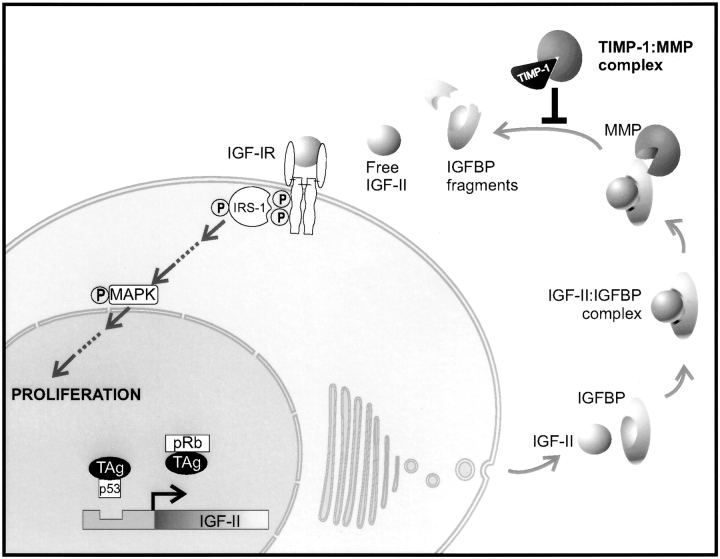 TIMP-1:MMP
complex
TIMP-1
MMP
IGF-IR
Free
IGF-II
IGFBP
fragments
P
IRS-1
P
P
P
MAPK
IGF-II:IGFBP
complex
PROLIFERATION
IGFBP
IGF-II
pRb
TAg
TAg
p53
IGF-II